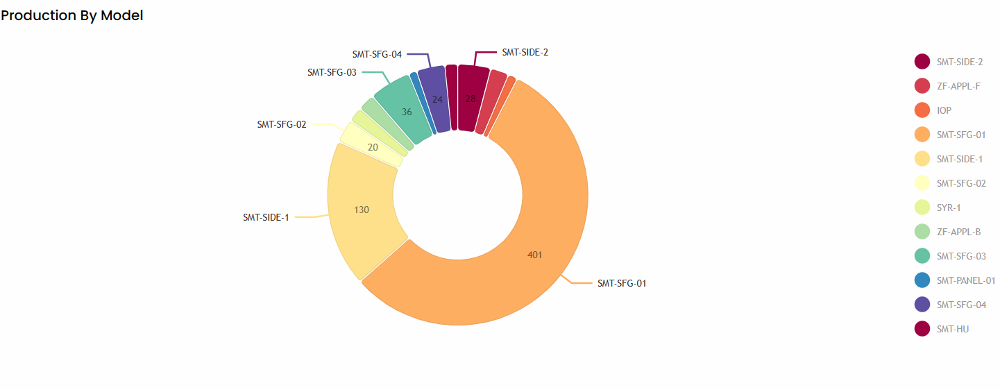 Production By Model
SMT-SFG-04
SMT-SIDE-2
SMT-SFG-03
24
28
36
SMT-SFG-02
20
130
SMT-SIDE-1
401
SMT-SFG-01
SMT-SIDE-2
ZF-APPL-F
IOP
SMT-SFG-01
SMT-SIDE-1
SMT-SFG-02
SYR-1
ZF-APPL-B
SMT-SFG-03
SMT-PANEL-01
SMT-SFG-04
SMT-HU